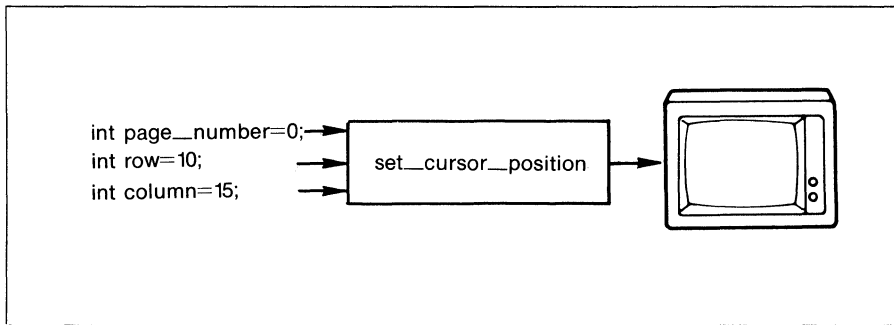 int page__number=0;
int row=10;
int column=15;
set__cursor__position